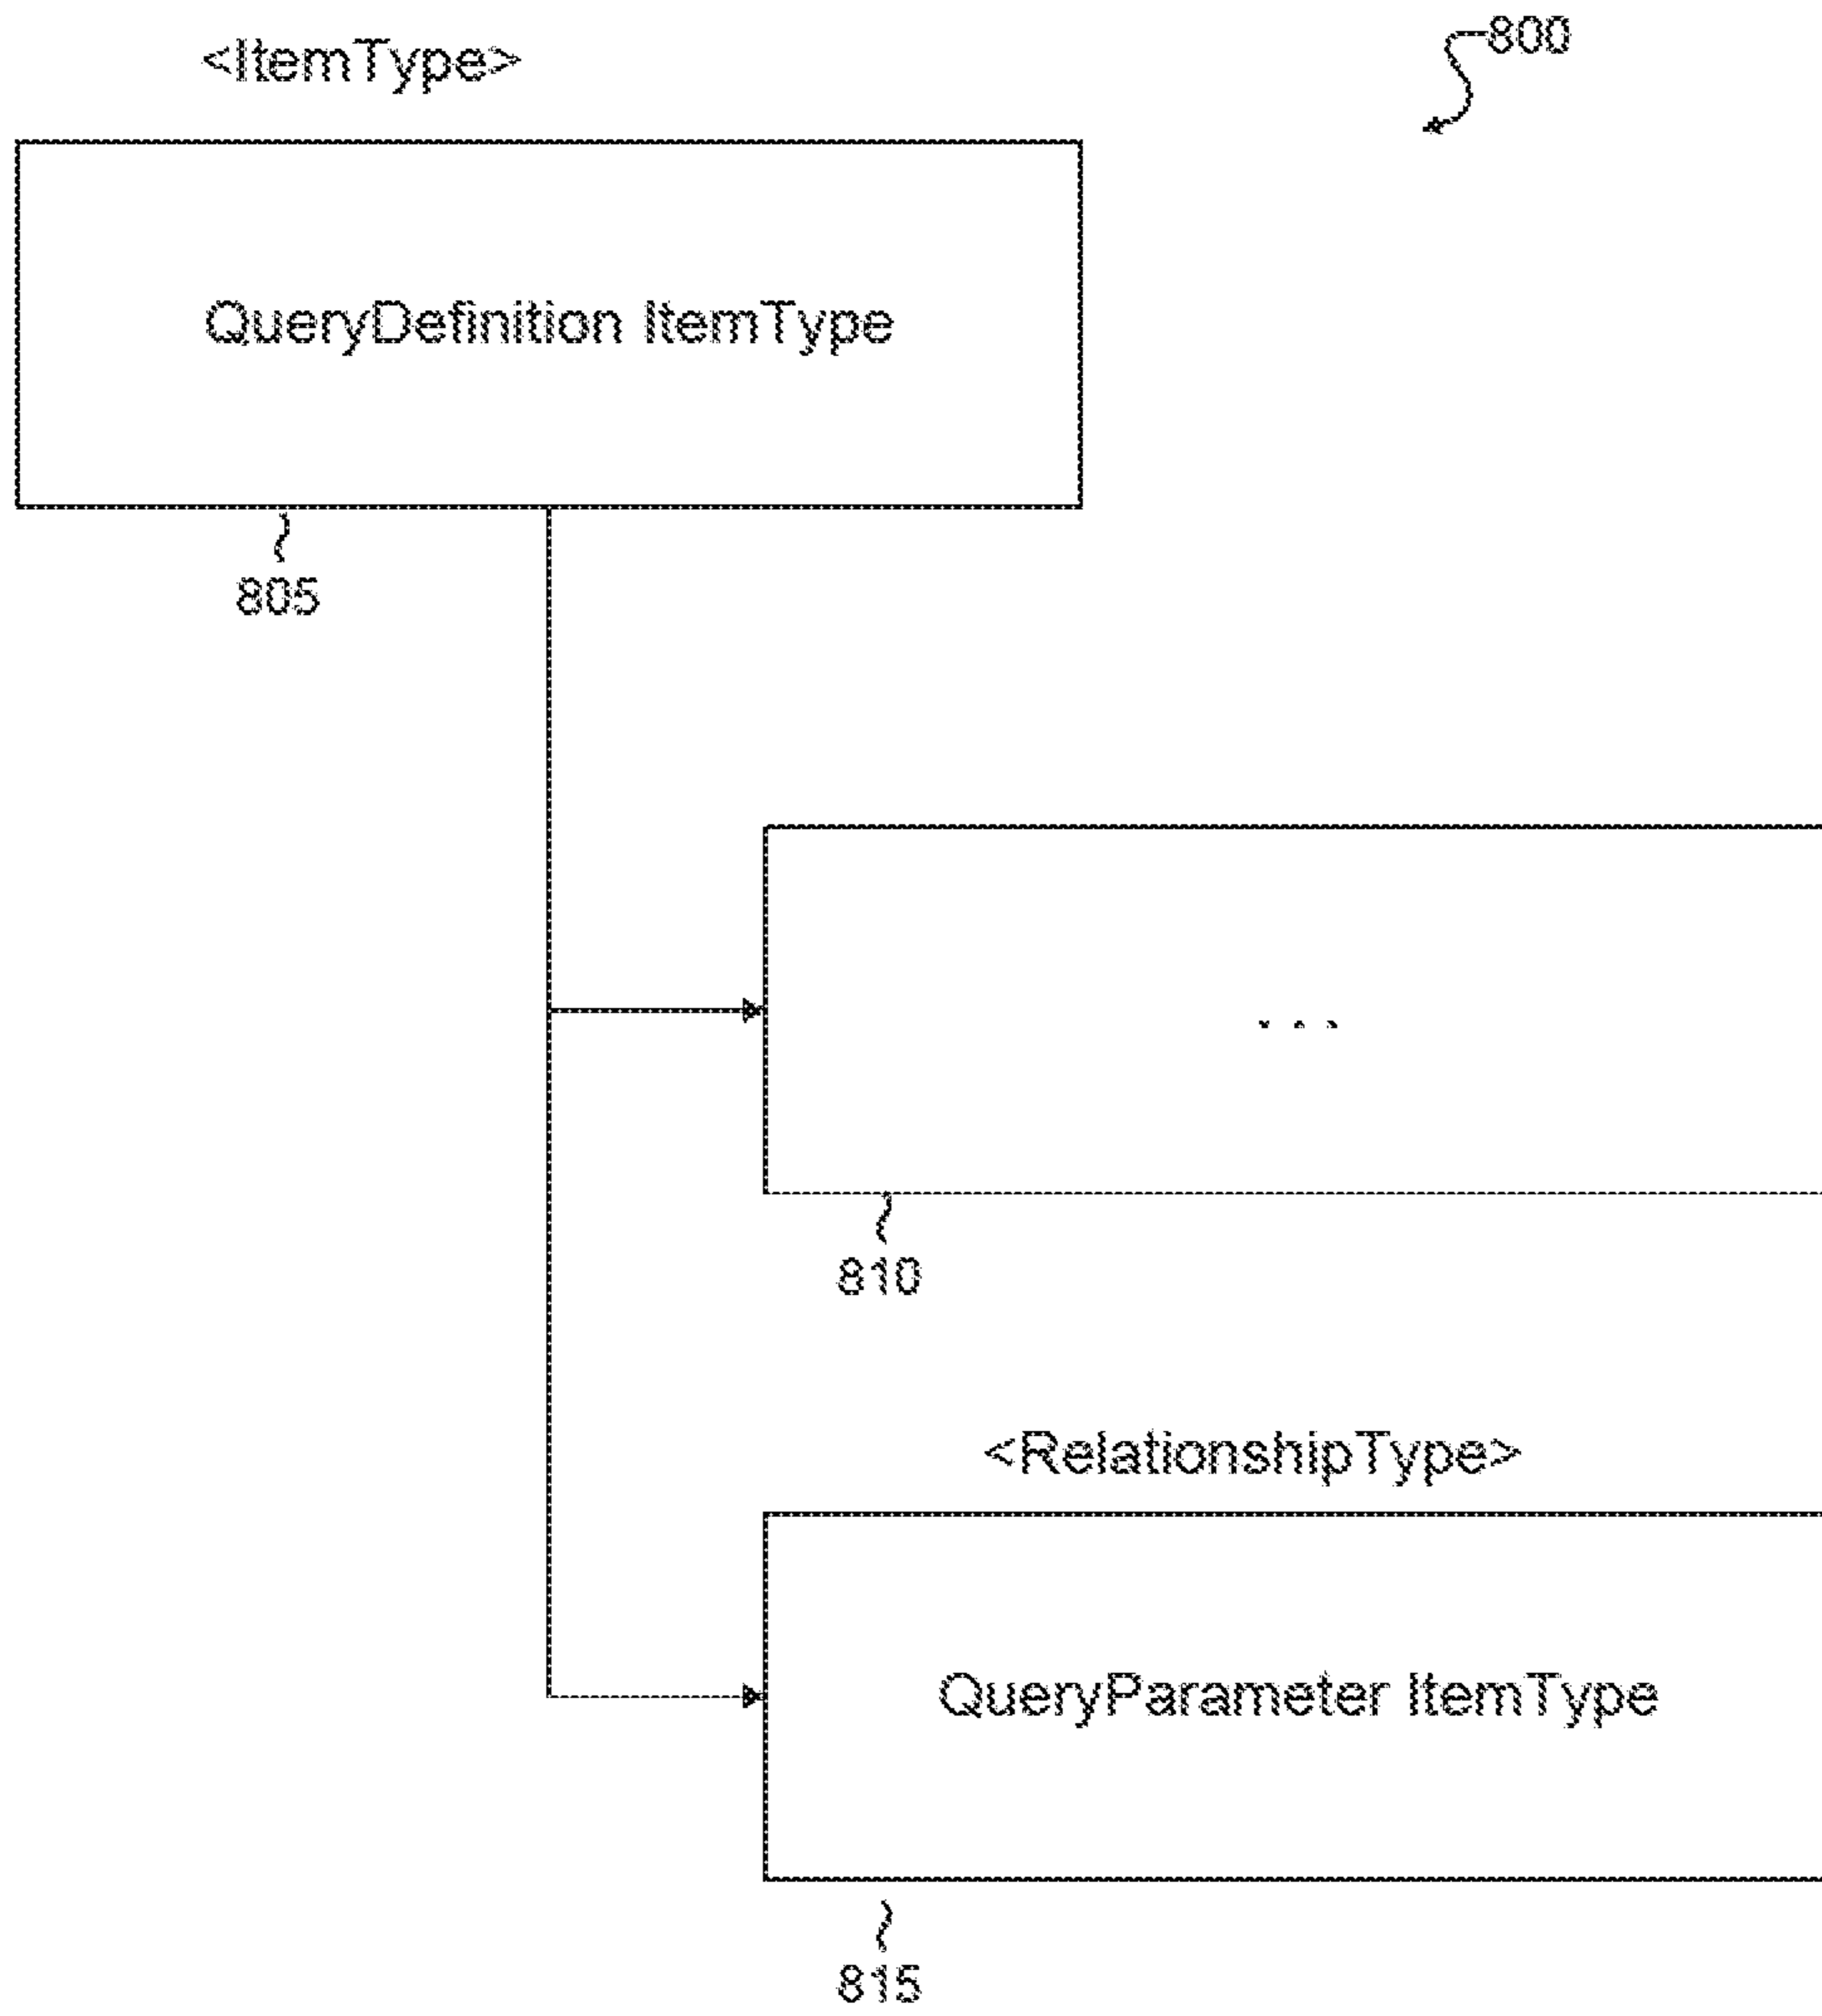 800
<ItemType>
QueryDefinition ItemType
805
...
810
<RelationshipType>
QueryParameter ItemType
815